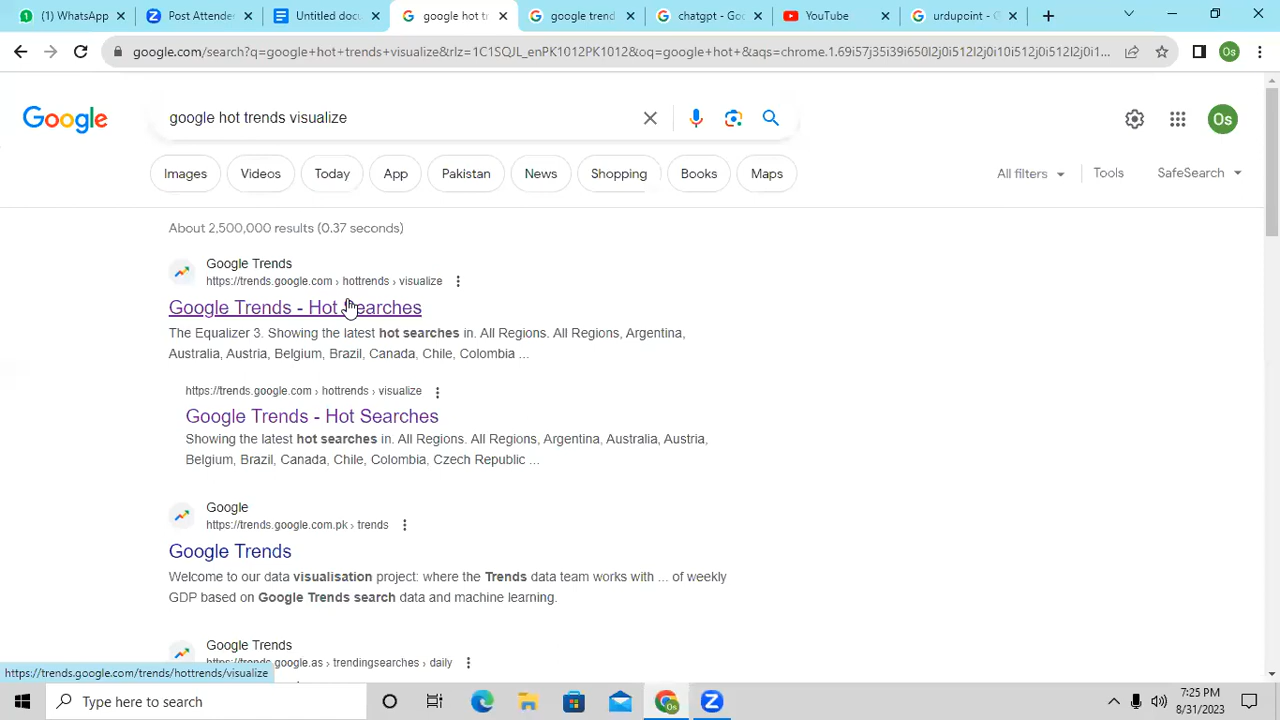 (1) WhatsApp
Post Attender
Untitled docu
google hot tr
google trend
chatgpt - G
YouTube
urdupoint - G
google.com/search?q=google+hot+trends+visualize&rlz=1C1SQJL_enPK1012PK1012&oq=google+hot+&aqs=chrome.1.69i57j35i39i650l2j0i512l2j0i10i512j0i512l2j0i1...
Os
Google
google hot trends visualize
Os
Images
Videos
Today
App
Pakistan
News
Shopping
Books
Maps
All filters
Tools
SafeSearch
About 2,500,000 results (0.37 seconds)
Google Trends
https://trends.google.com › hottrends › visualize
Google Trends - Hot Searches
The Equalizer 3. Showing the latest hot searches in. All Regions. All Regions, Argentina,
Australia, Austria, Belgium, Brazil, Canada, Chile, Colombia ...
https://trends.google.com › hottrends › visualize
Google Trends - Hot Searches
Showing the latest hot searches in. All Regions. All Regions, Argentina, Australia, Austria,
Belgium, Brazil, Canada, Chile, Colombia, Czech Republic ...
Google
https://trends.google.com.pk › trends
Google Trends
Welcome to our data visualisation project: where the Trends data team works with ... of weekly
GDP based on Google Trends search data and machine learning.
Google Trends
https://trends.google.as › trendingsearches › daily
https://trends.google.com/trends/hottrends/visualize
Type here to search
Os
7:25 PM
8/31/2023